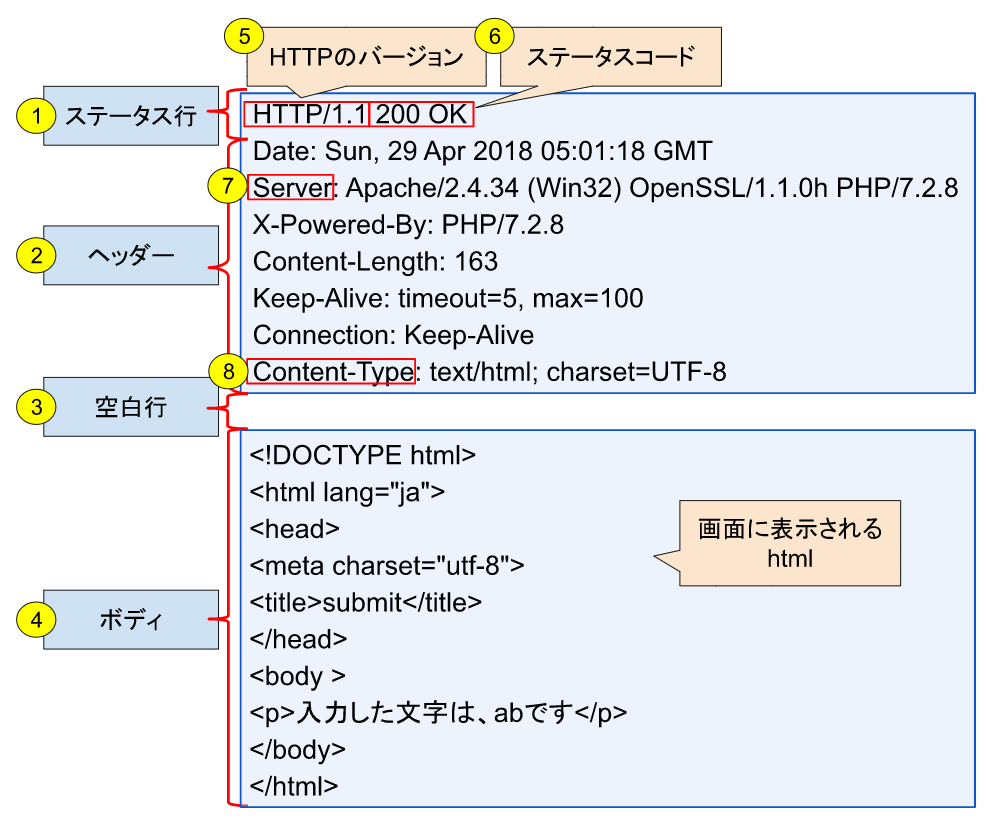 5 HTTPのバージョン
6 ステータスコード
1 ステータス行
HTTP/1.1 200 OK
Date: Sun, 29 Apr 2018 05:01:18 GMT
7 Server: Apache/2.4.34 (Win32) OpenSSL/1.1.0h PHP/7.2.8
X-Powered-By: PHP/7.2.8
2 ヘッダー
Content-Length: 163
Keep-Alive: timeout=5, max=100
Connection: Keep-Alive
8 Content-Type: text/html; charset=UTF-8
3 空白行
<!DOCTYPE html>
<html lang="ja">
<head>
<meta charset="utf-8">
<title>submit</title>
</head>
<body >
<p>入力した文字は、abです</p>
</body>
</html>
画面に表示される
html
4 ボディ